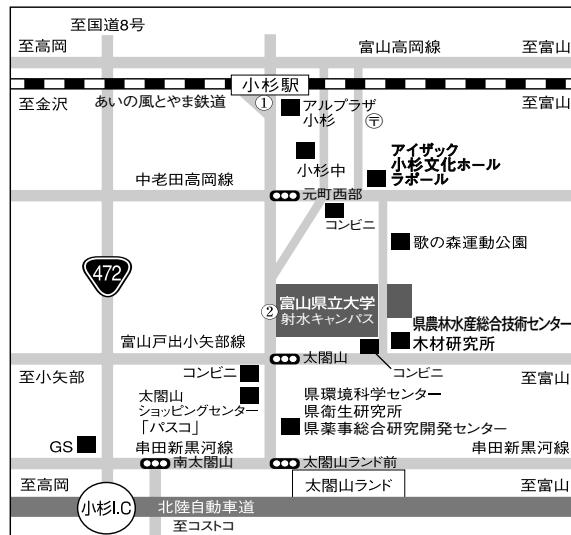 至国道8号
至高岡
富山高岡線
至富山
小杉駅
至金沢
あいの風とやま鉄道
①
アルプラザ
小杉
〒
至富山
小杉中
アイザック
小杉文化ホール
ラポール
中老田高岡線
元町西部
コンビニ
歌の森運動公園
472
②
富山県立大学
射水キャンパス
県農林水産総合技術センター
木材研究所
富山戸出小矢部線
太閤山
コンビニ
至小矢部
至富山
コンビニ
太閤山
ショッピングセンター
「パスコ」
県環境科学センター
県衛生研究所
県薬事総合研究開発センター
GS
串田新黒河線
串田新黒河線
南太閤山
太閤山ランド前
至高岡
太閤山ランド
至富山
小杉I.C
北陸自動車道
至コストコ